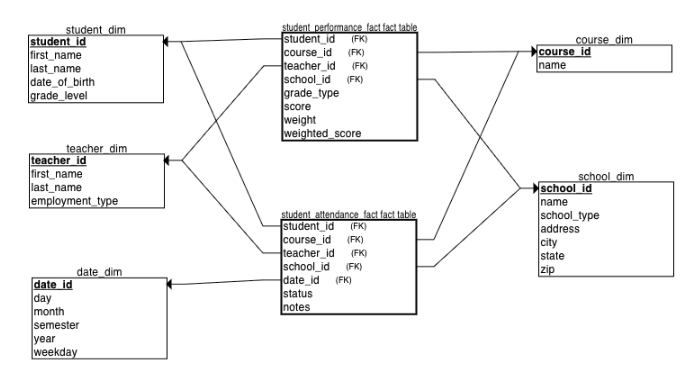 student_dim
student_id
first_name
last_name
date_of_birth
grade_level
student_performance_fact fact table
student_id (FK)
course_id (FK)
teacher_id (FK)
school_id (FK)
grade_type
score
weight
weighted_score
course_dim
course_id
name
teacher_dim
teacher_id
first_name
last_name
employment_type
school_dim
school_id
name
school_type
address
city
state
zip
student_attendance_fact fact table
student_id (FK)
course_id (FK)
teacher_id (FK)
school_id (FK)
date_id (FK)
status
notes
date_dim
date_id
day
month
semester
year
weekday